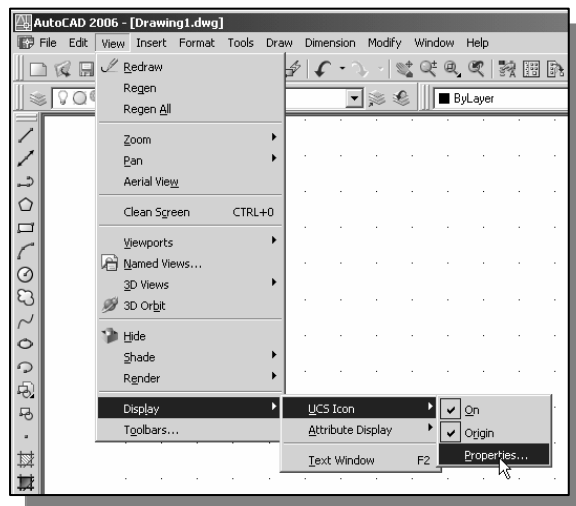 AutoCAD 2006 - [Drawing1.dwg]
File Edit View Insert Format Tools Draw Dimension Modify Window Help
Redraw
Regen
Regen All
ByLayer
Zoom
Pan
Aerial View
Clean Screen CTRL+0
Viewports
Named Views...
3D Views
3D Orbit
Hide
Shade
Render
Display
Toolbars...
UCS Icon
Attribute Display
Text Window F2
On
Origin
Properties...